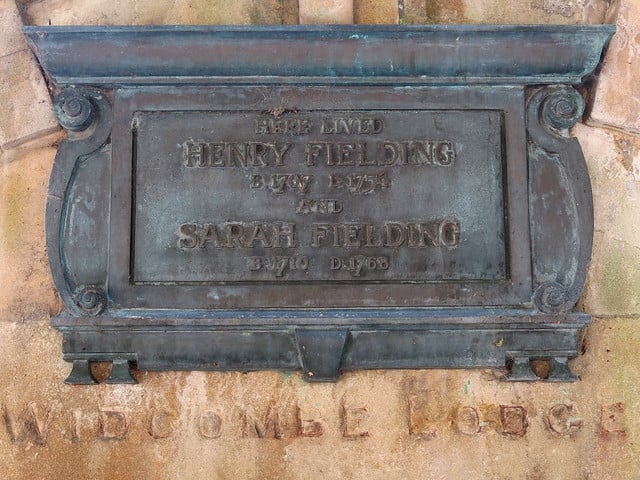 HERE LIVED
HENRY FIELDING
B.1707 D.1754
AND
SARAH FIELDING
B.1710 D.1768
WIDCOMBE LODGE